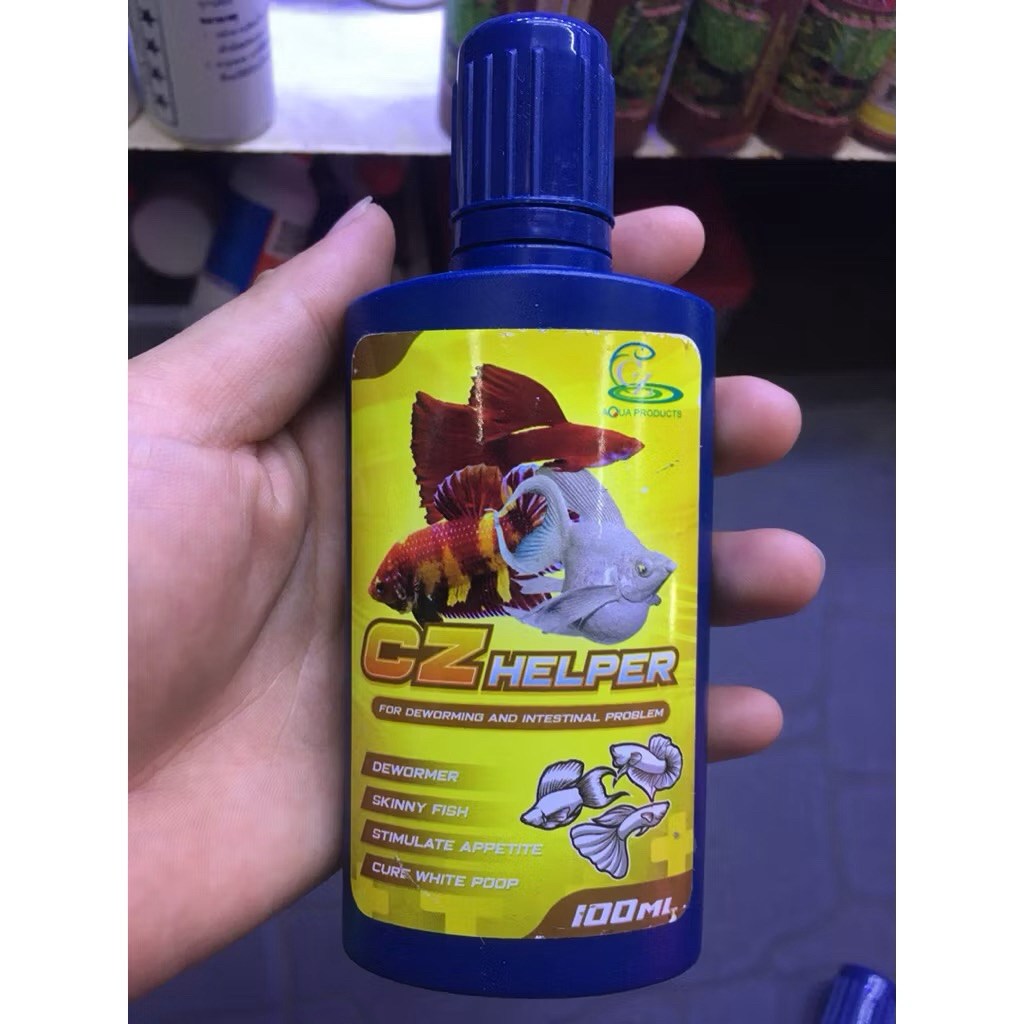 AQUA PRODUCTS
CZ HELPER
FOR DEWORMING AND INTESTINAL PROBLEM
DEWORMER
SKINNY FISH
STIMULATE APPETITE
CURE WHITE POOP
100ML